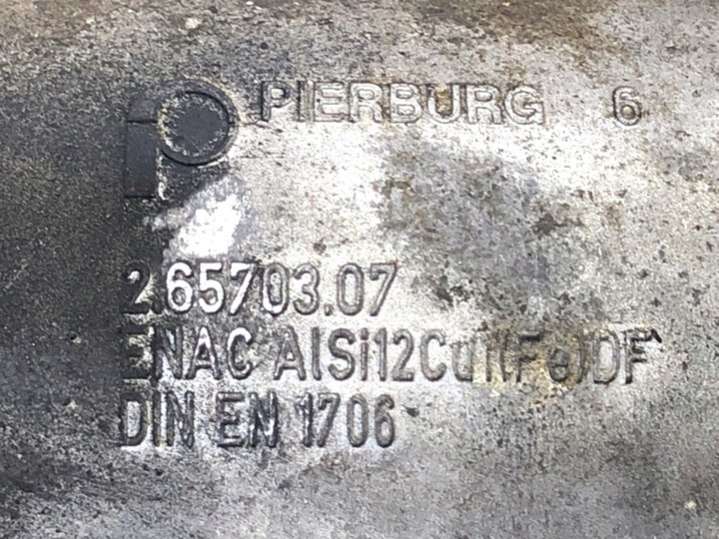 PIERBURG 6
2.65703.07
ENAC AlSi12Cu1(Fe)DF
DIN EN 1706